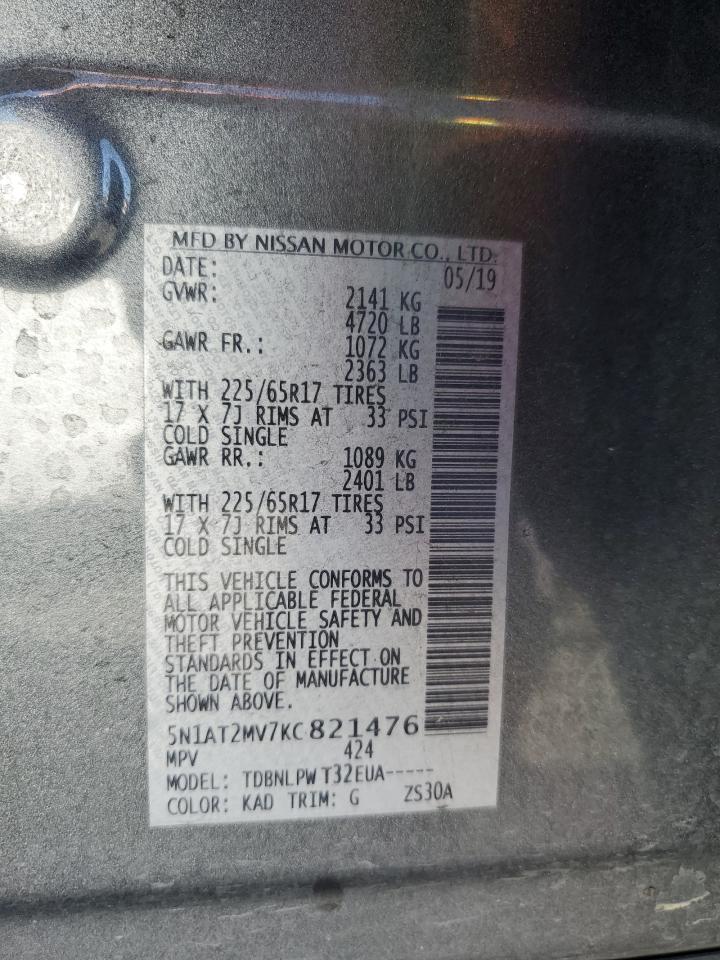 MFD BY NISSAN MOTOR CO., LTD.
DATE: 05/19
GVWR: 2141 KG
4720 LB
GAWR FR.: 1072 KG
2363 LB
WITH 225/65R17 TIRES
17 X 7J RIMS AT 33 PSI
COLD SINGLE
GAWR RR.: 1089 KG
2401 LB
WITH 225/65R17 TIRES
17 X 7J RIMS AT 33 PSI
COLD SINGLE
THIS VEHICLE CONFORMS TO
ALL APPLICABLE FEDERAL
MOTOR VEHICLE SAFETY AND
THEFT PREVENTION
STANDARDS IN EFFECT ON
THE DATE OF MANUFACTURE
SHOWN ABOVE.
5N1AT2MV7KC821476
MPV 424
MODEL: TDBNLPW T32EUA-----
COLOR: KAD TRIM: G ZS30A